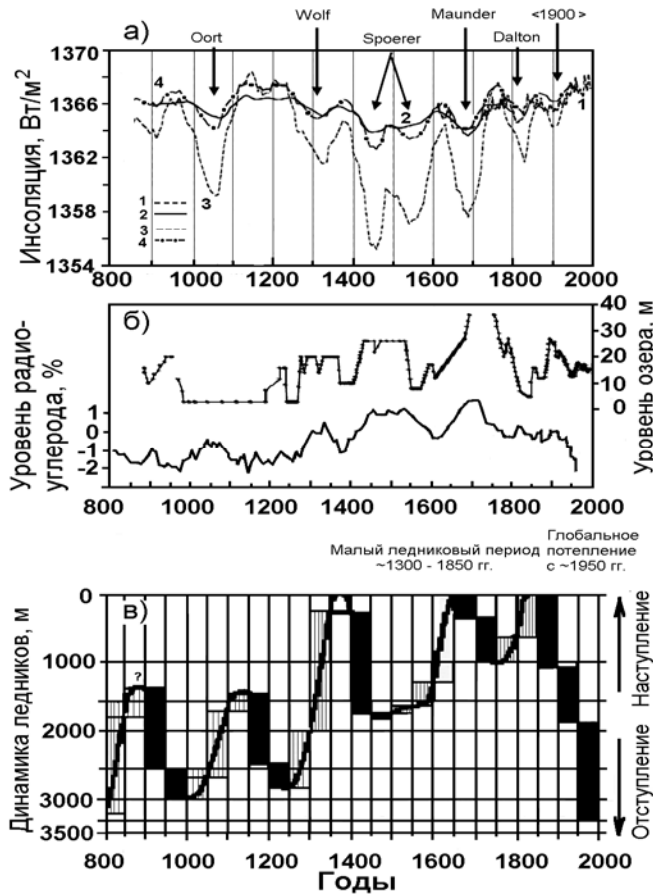 а)
Oort
Wolf
Spoerer
Maunder
Dalton
<1900>
Инсоляция, Вт/м²
1370
1366
1362
1358
1354
4
2
1
3
1
2
3
4
800 1000 1200 1400 1600 1800 2000
б)
Уровень радио-
углерода, %
1
0
-1
-2
40
30
20
10
0
Уровень озера, м
800 1000 1200 1400 1600 1800 2000
Малый ледниковый период
~1300 - 1850 гг.
Глобальное
потепление
с ~1950 гг.
в)
?
Динамика ледников, м
0
1000
2000
3000
3500
Наступление
Отступление
800 1000 1200 1400 1600 1800 2000
Годы